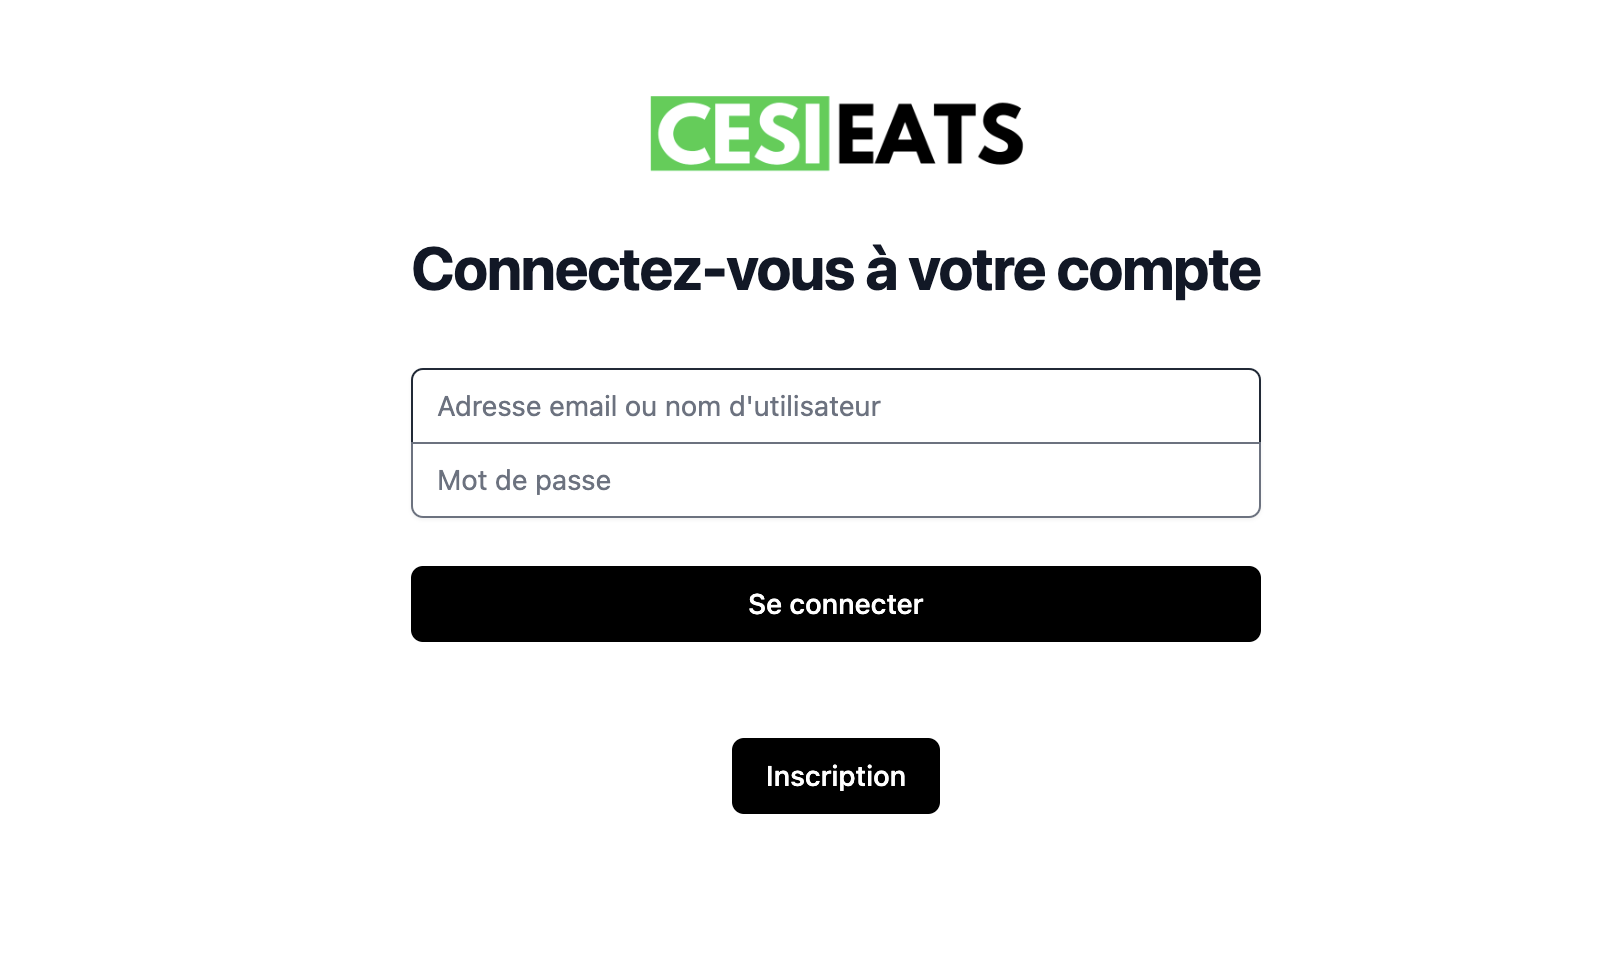 CESI EATS
Connectez-vous à votre compte
Adresse email ou nom d'utilisateur
Mot de passe
Se connecter
Inscription